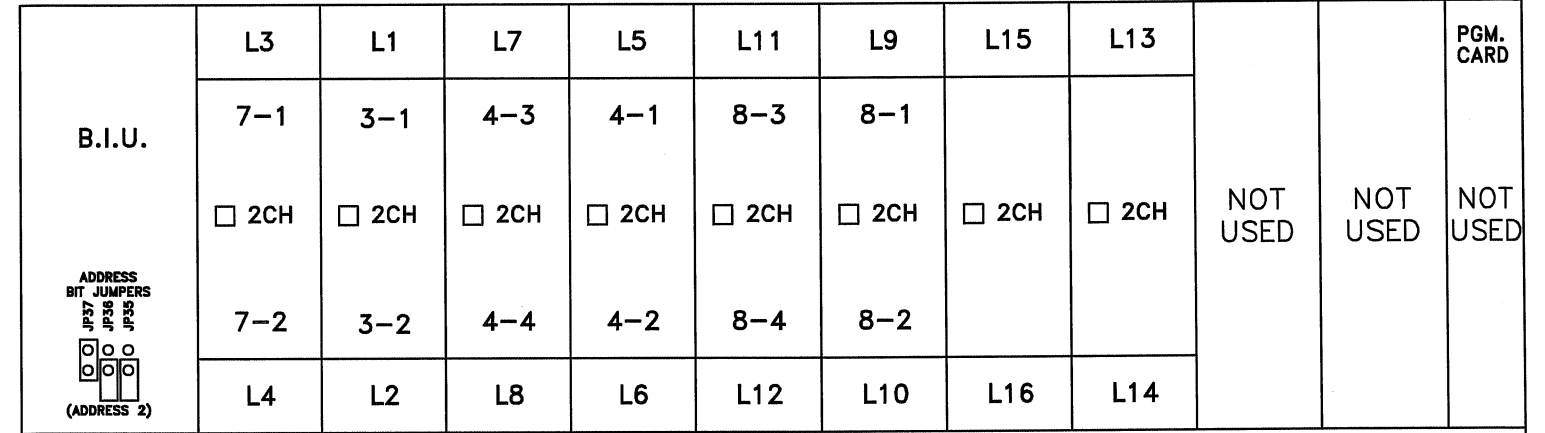 L3 L1 L7 L5 L11 L9 L15 L13 PGM.
CARD
B.I.U. 7-1 3-1 4-3 4-1 8-3 8-1
☐ 2CH ☐ 2CH ☐ 2CH ☐ 2CH ☐ 2CH ☐ 2CH ☐ 2CH ☐ 2CH NOT NOT NOT
USED USED USED
ADDRESS
BIT JUMPERS
JP37 JP36 JP35
7-2 3-2 4-4 4-2 8-4 8-2
(ADDRESS 2) L4 L2 L8 L6 L12 L10 L16 L14